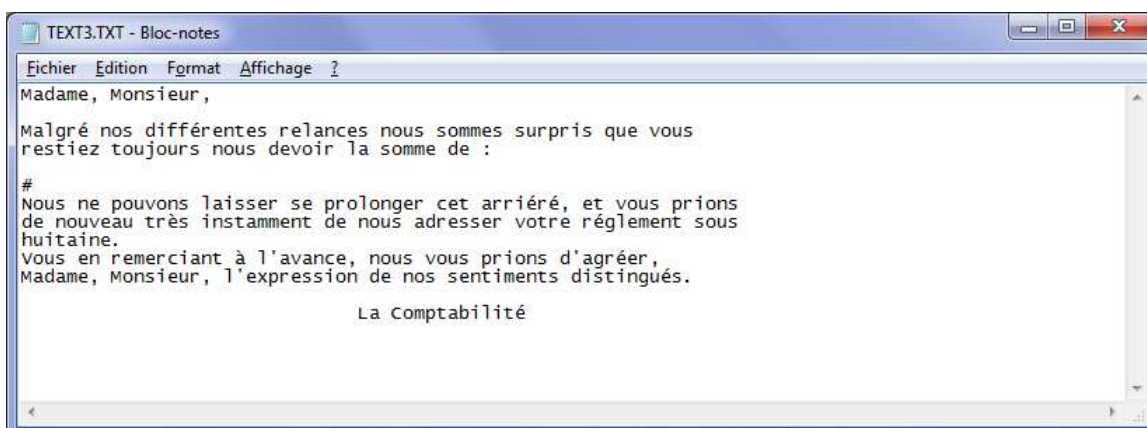 TEXT3.TXT - Bloc-notes
Fichier Edition Format Affichage ?
Madame, Monsieur,
Malgré nos différentes relances nous sommes surpris que vous
restiez toujours nous devoir la somme de :
#
Nous ne pouvons laisser se prolonger cet arriéré, et vous prions
de nouveau très instamment de nous adresser votre réglement sous
huitaine.
Vous en remerciant à l'avance, nous vous prions d'agréer,
Madame, Monsieur, l'expression de nos sentiments distingués.
La Comptabilité